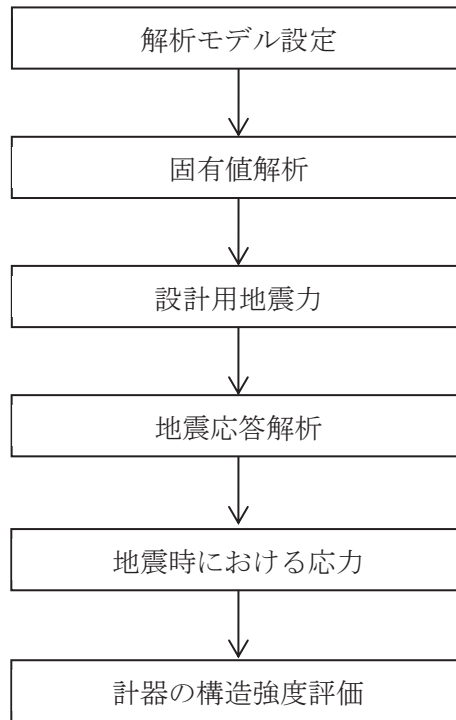 解析モデル設定
固有値解析
設計用地震力
地震応答解析
地震時における応力
計器の構造強度評価